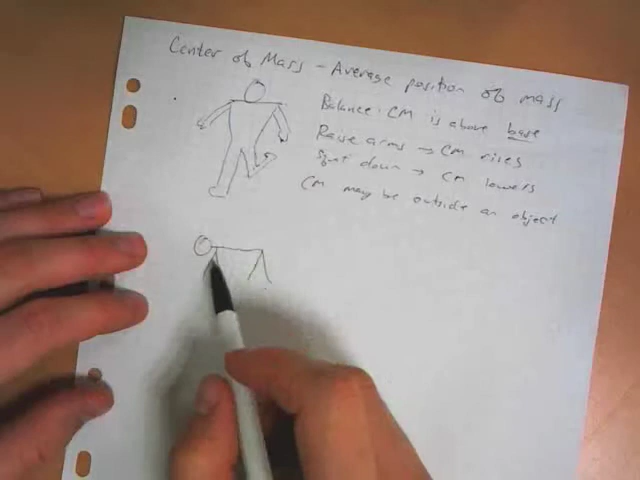 Center of Mass - Average position of mass
Balance: CM is above base
Raise arms → CM rises
Squat down → CM lowers
CM may be outside an object